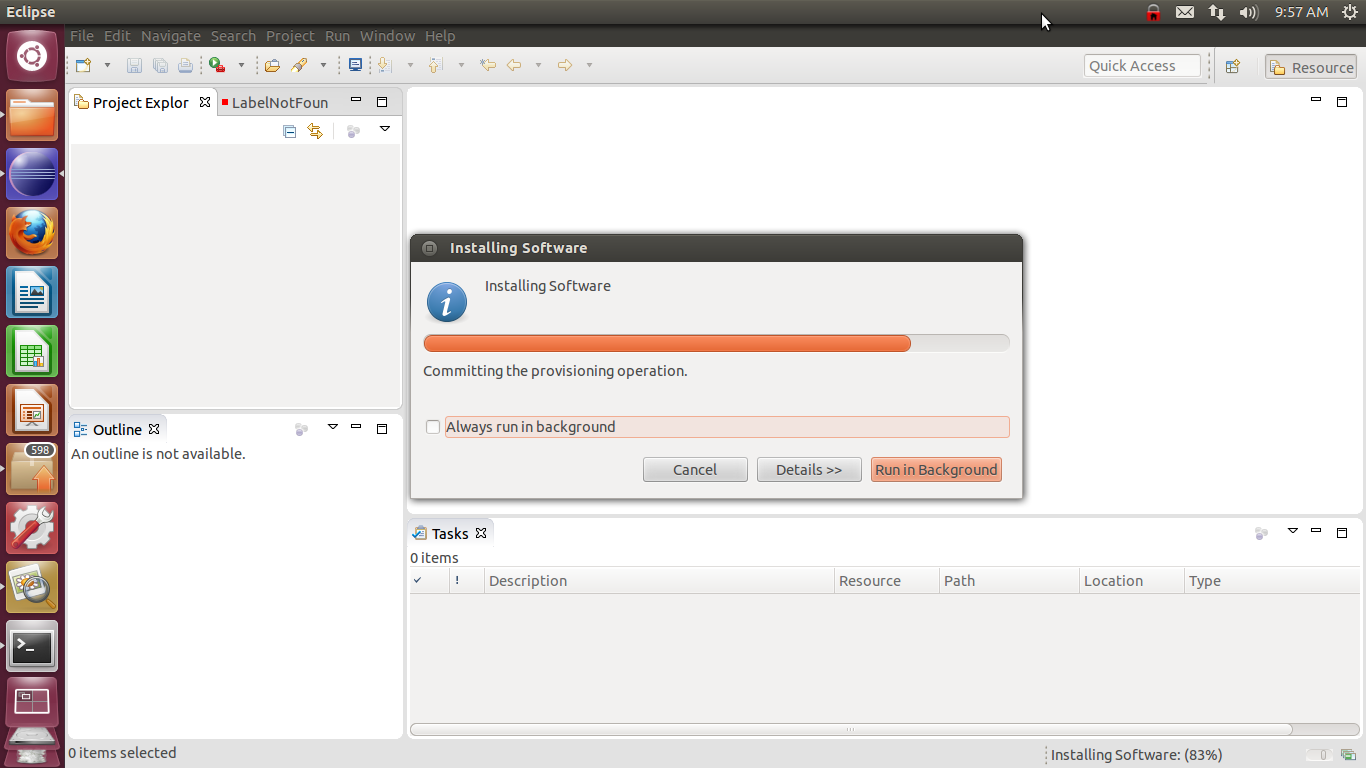 Eclipse
9:57 AM
File Edit Navigate Search Project Run Window Help
Quick Access
Resource
Project Explor
LabelNotFoun
Installing Software
Installing Software
Committing the provisioning operation.
Always run in background
Cancel
Details >>
Run in Background
598
Outline
An outline is not available.
Tasks
0 items
! Description Resource Path Location Type
0 items selected
Installing Software: (83%)
0